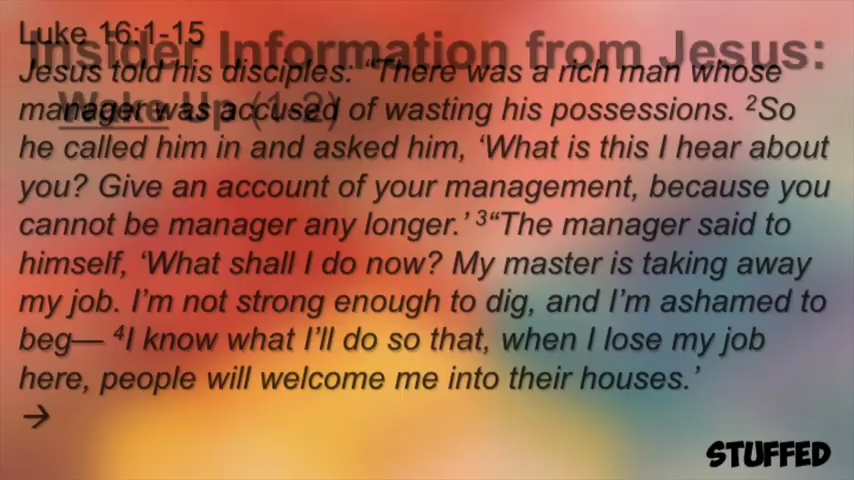 Luke 16:1-15
Insider Information from Jesus:
Jesus told his disciples: “There was a rich man whose
Wake Up (1-2)
manager was accused of wasting his possessions. ²So
he called him in and asked him, ‘What is this I hear about
you? Give an account of your management, because you
cannot be manager any longer.’ ³“The manager said to
himself, ‘What shall I do now? My master is taking away
my job. I’m not strong enough to dig, and I’m ashamed to
beg— ⁴I know what I’ll do so that, when I lose my job
here, people will welcome me into their houses.’
→
STUFFED